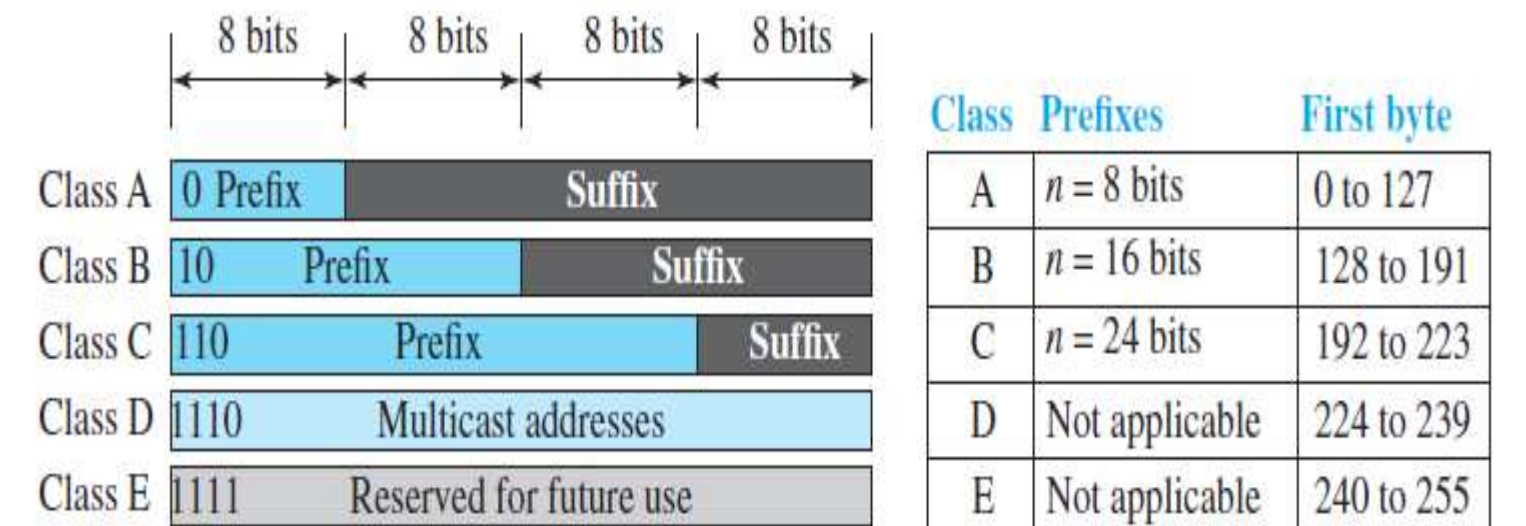 8 bits 8 bits 8 bits 8 bits
Class A 0 Prefix Suffix
Class B 10 Prefix Suffix
Class C 110 Prefix Suffix
Class D 1110 Multicast addresses
Class E 1111 Reserved for future use
Class Prefixes First byte
A n = 8 bits 0 to 127
B n = 16 bits 128 to 191
C n = 24 bits 192 to 223
D Not applicable 224 to 239
E Not applicable 240 to 255